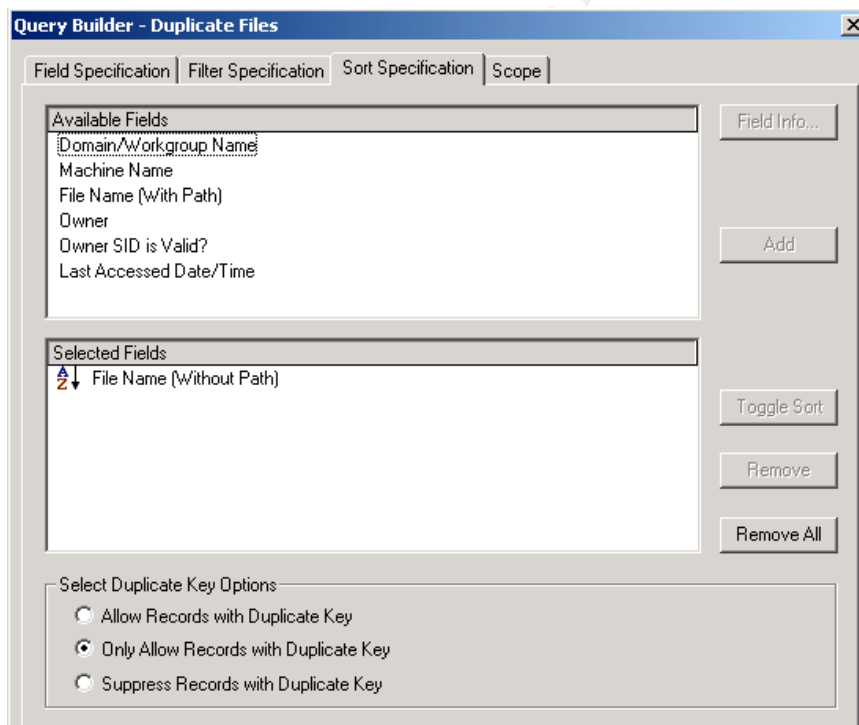 Query Builder - Duplicate Files
Field Specification
Filter Specification
Sort Specification
Scope
Available Fields
Domain/Workgroup Name
Machine Name
File Name (With Path)
Owner
Owner SID is Valid?
Last Accessed Date/Time
Field Info...
Add
Selected Fields
A
Z
File Name (Without Path)
Toggle Sort
Remove
Remove All
Select Duplicate Key Options
Allow Records with Duplicate Key
Only Allow Records with Duplicate Key
Suppress Records with Duplicate Key